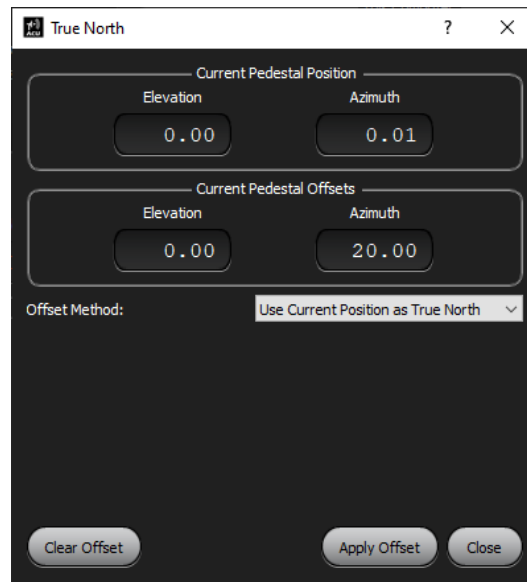 ACU True North ?
Current Pedestal Position
Elevation Azimuth
0.00 0.01
Current Pedestal Offsets
Elevation Azimuth
0.00 20.00
Offset Method: Use Current Position as True North
Clear Offset Apply Offset Close